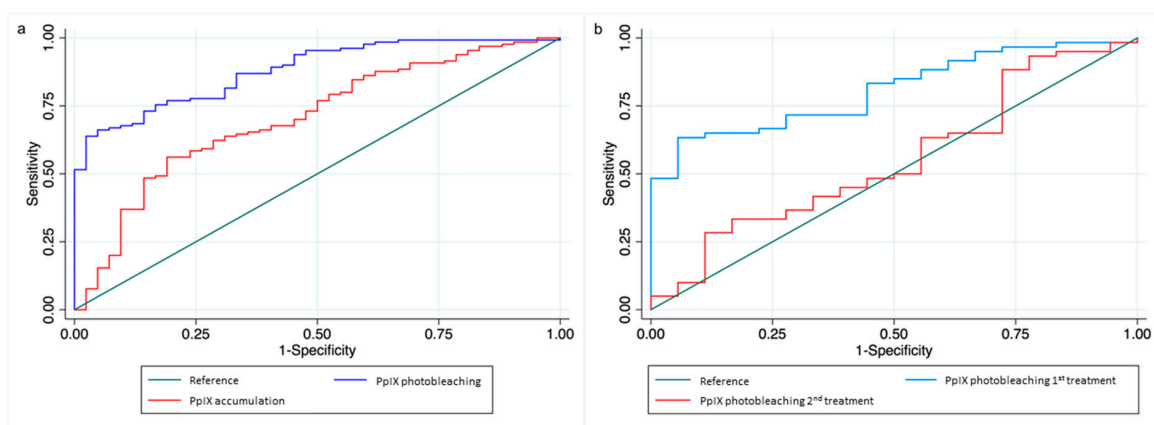 a
1.00
0.75
0.50
0.25
0.00
Sensitivity
0.00 0.25 0.50 0.75 1.00
1-Specificity
Reference PpIX photobleaching
PpIX accumulation
b
1.00
0.75
0.50
0.25
0.00
Sensitivity
0.00 0.25 0.50 0.75 1.00
1-Specificity
Reference PpIX photobleaching 1st treatment
PpIX photobleaching 2nd treatment